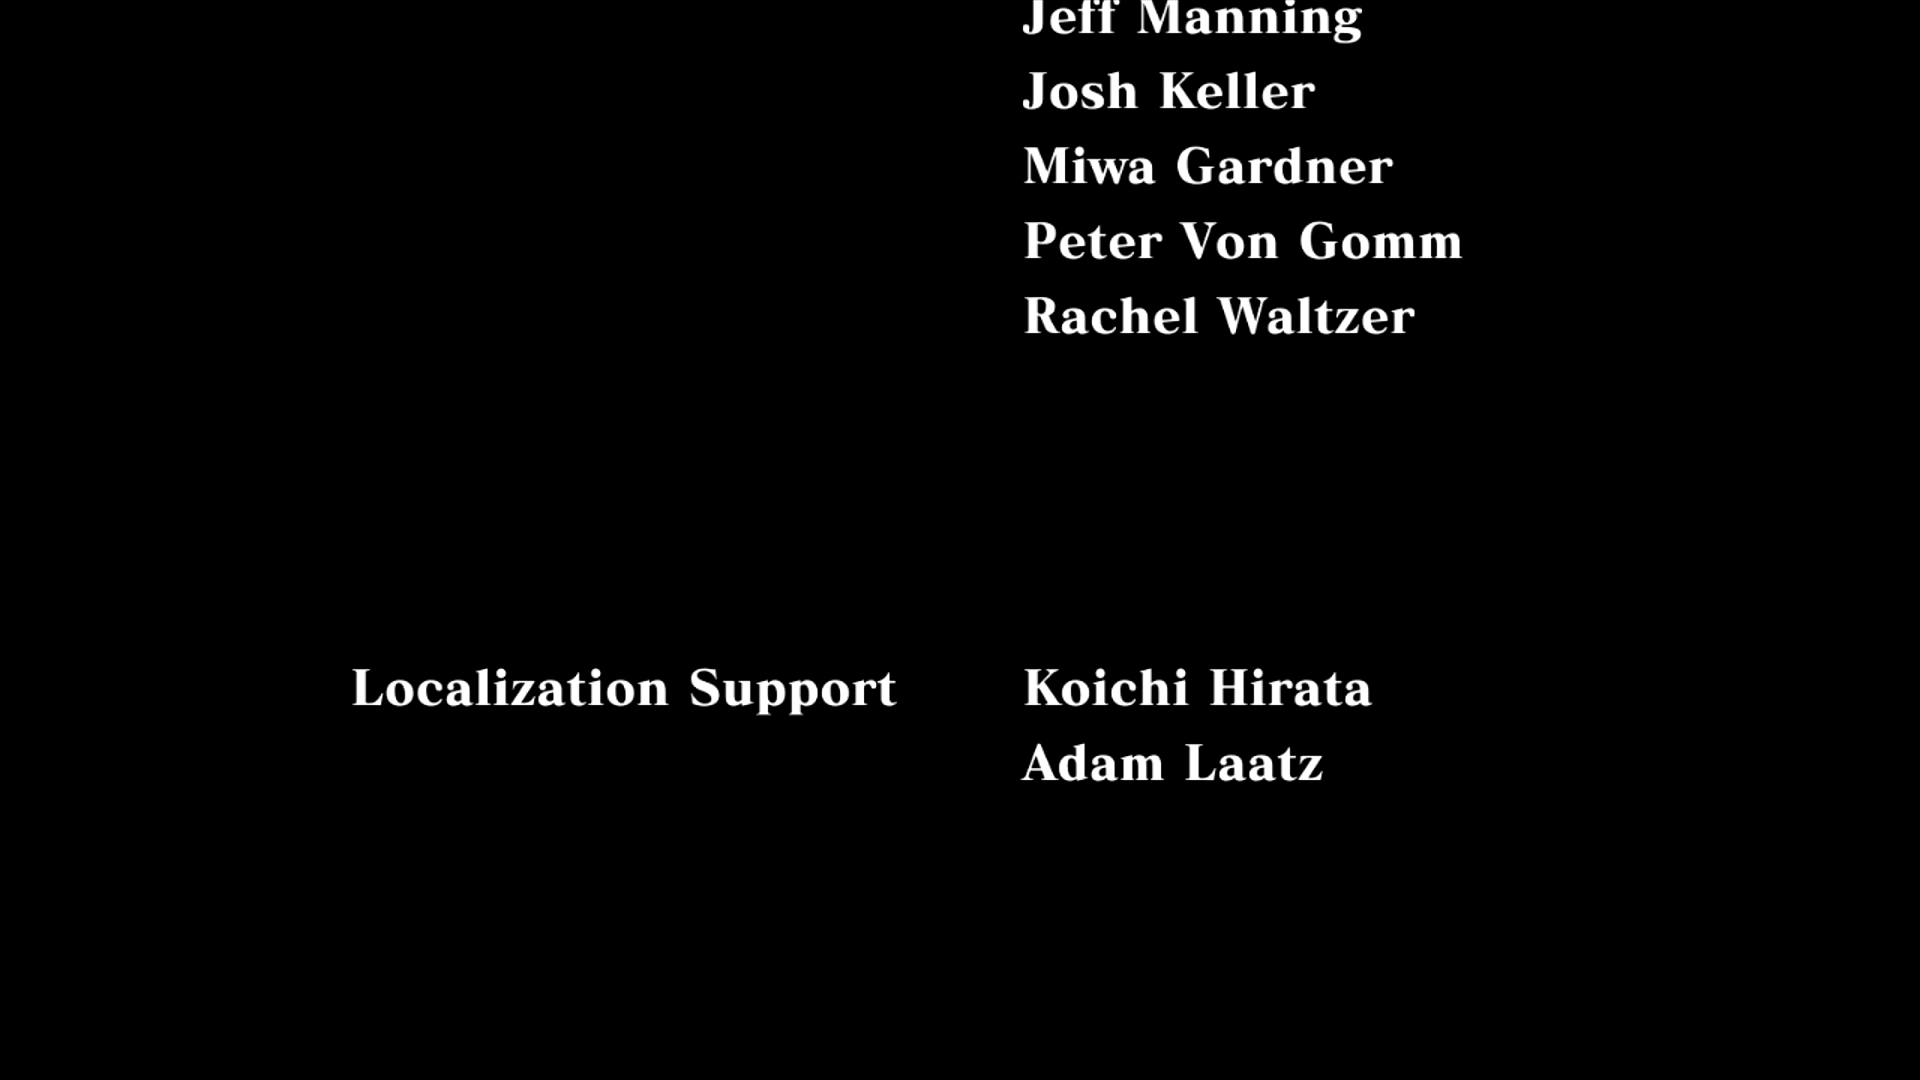 Jeff Manning
Josh Keller
Miwa Gardner
Peter Von Gomm
Rachel Waltzer
Localization Support Koichi Hirata
Adam Laatz